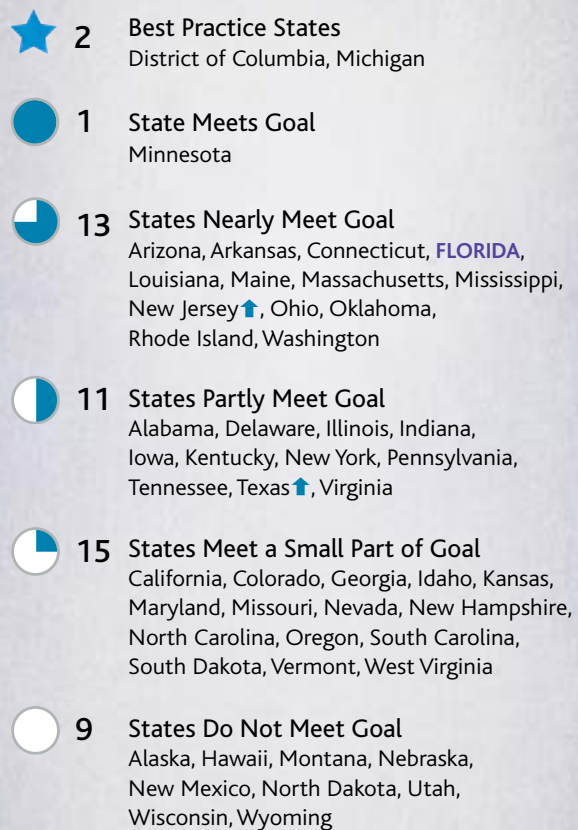 2 Best Practice States
District of Columbia, Michigan
1 State Meets Goal
Minnesota
13 States Nearly Meet Goal
Arizona, Arkansas, Connecticut, FLORIDA,
Louisiana, Maine, Massachusetts, Mississippi,
New Jersey⬆, Ohio, Oklahoma,
Rhode Island, Washington
11 States Partly Meet Goal
Alabama, Delaware, Illinois, Indiana,
Iowa, Kentucky, New York, Pennsylvania,
Tennessee, Texas⬆, Virginia
15 States Meet a Small Part of Goal
California, Colorado, Georgia, Idaho, Kansas,
Maryland, Missouri, Nevada, New Hampshire,
North Carolina, Oregon, South Carolina,
South Dakota, Vermont, West Virginia
9 States Do Not Meet Goal
Alaska, Hawaii, Montana, Nebraska,
New Mexico, North Dakota, Utah,
Wisconsin, Wyoming